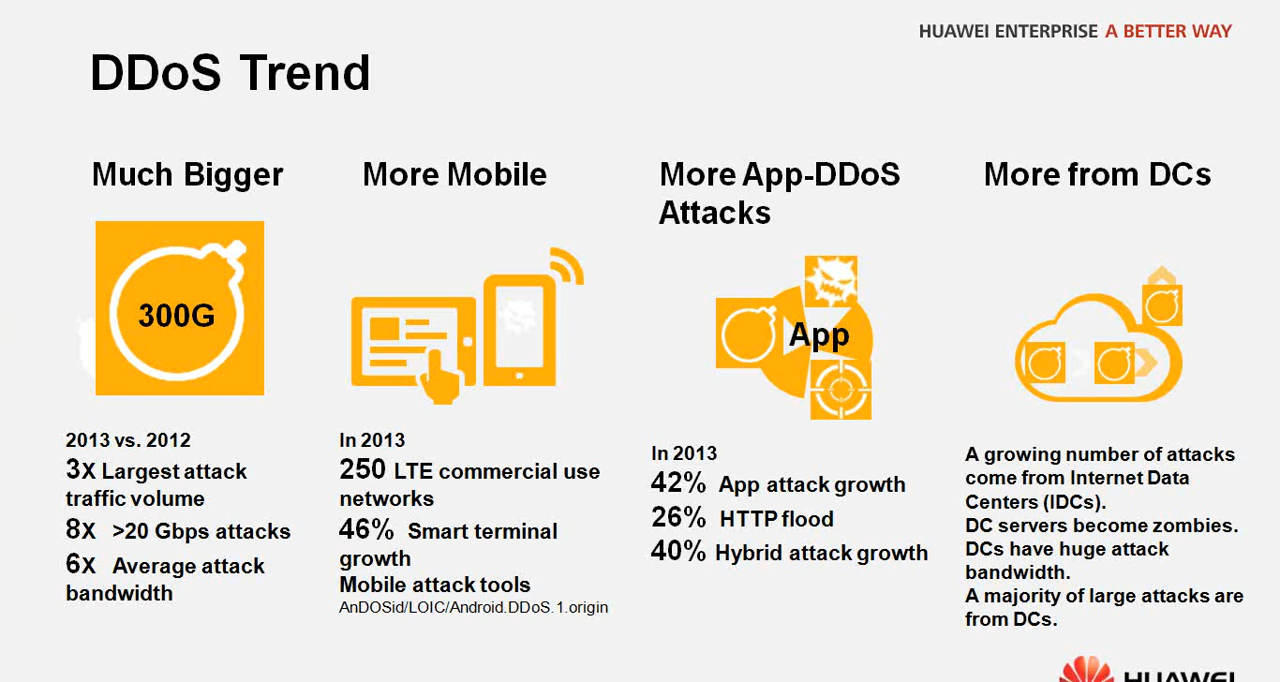 HUAWEI ENTERPRISE A BETTER WAY
DDoS Trend
Much Bigger
300G
2013 vs. 2012
3X Largest attack
traffic volume
8X >20 Gbps attacks
6X Average attack
bandwidth
More Mobile
In 2013
250 LTE commercial use
networks
46% Smart terminal
growth
Mobile attack tools
AnDOSid/LOIC/Android.DDoS.1.origin
More App-DDoS
Attacks
App
In 2013
42% App attack growth
26% HTTP flood
40% Hybrid attack growth
More from DCs
A growing number of attacks
come from Internet Data
Centers (IDCs).
DC servers become zombies.
DCs have huge attack
bandwidth.
A majority of large attacks are
from DCs.
HUAWEI